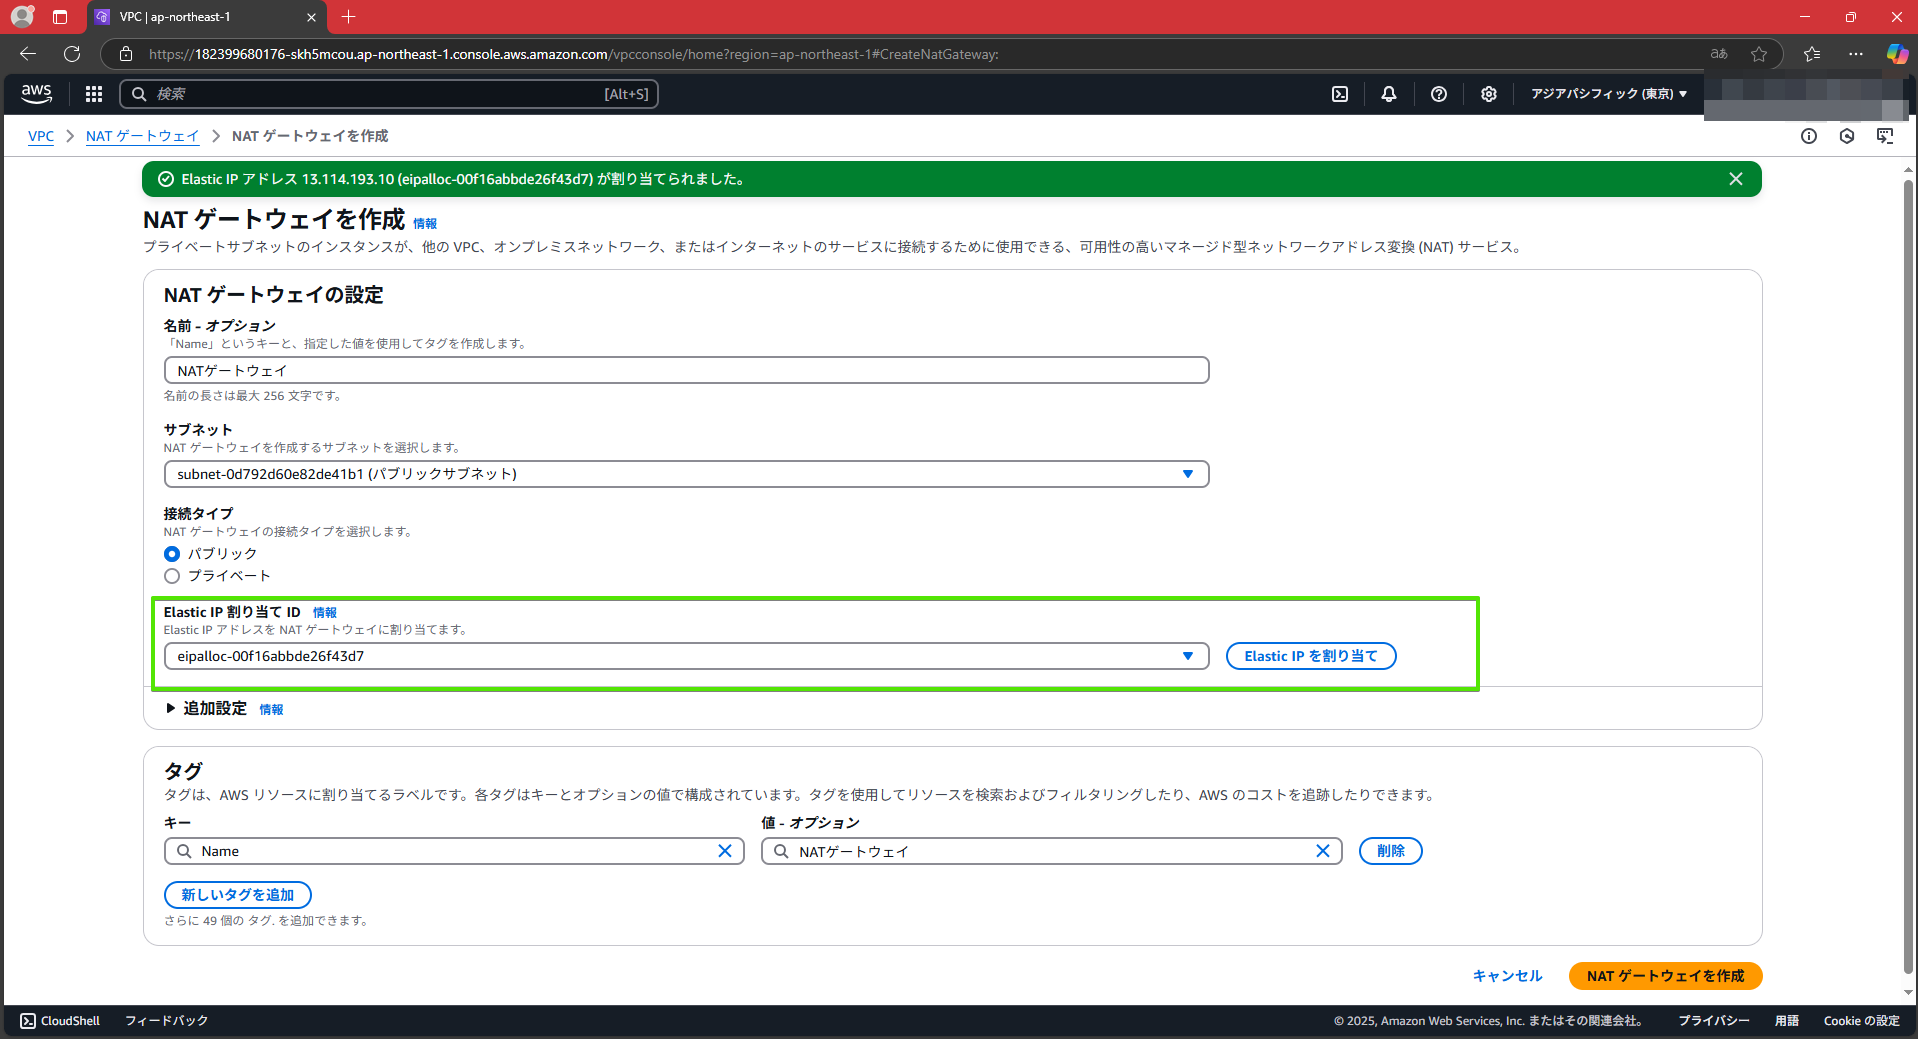 VPC | ap-northeast-1
https://182399680176-skh5mcou.ap-northeast-1.console.aws.amazon.com/vpcconsole/home?region=ap-northeast-1#CreateNatGateway:
aあ
aws
検索
[Alt+S]
アジアパシフィック (東京)
VPC
NAT ゲートウェイ
NAT ゲートウェイを作成
Elastic IP アドレス 13.114.193.10 (eipalloc-00f16abbde26f43d7) が割り当てられました。
NAT ゲートウェイを作成 情報
プライベートサブネットのインスタンスが、他の VPC、オンプレミスネットワーク、またはインターネットのサービスに接続するために使用できる、可用性の高いマネージド型ネットワークアドレス変換 (NAT) サービス。
NAT ゲートウェイの設定
名前 - オプション
「Name」というキーと、指定した値を使用してタグを作成します。
NATゲートウェイ
名前の長さは最大 256 文字です。
サブネット
NAT ゲートウェイを作成するサブネットを選択します。
subnet-0d792d60e82de41b1 (パブリックサブネット)
接続タイプ
NAT ゲートウェイの接続タイプを選択します。
パブリック
プライベート
Elastic IP 割り当て ID 情報
Elastic IP アドレスを NAT ゲートウェイに割り当てます。
eipalloc-00f16abbde26f43d7
Elastic IP を割り当て
追加設定 情報
タグ
タグは、AWS リソースに割り当てるラベルです。各タグはキーとオプションの値で構成されています。タグを使用してリソースを検索およびフィルタリングしたり、AWS のコストを追跡したりできます。
キー
値 - オプション
Name
NATゲートウェイ
削除
新しいタグを追加
さらに 49 個の タグ. を追加できます。
キャンセル
NAT ゲートウェイを作成
CloudShell
フィードバック
© 2025, Amazon Web Services, Inc. またはその関連会社。
プライバシー
用語
Cookie の設定